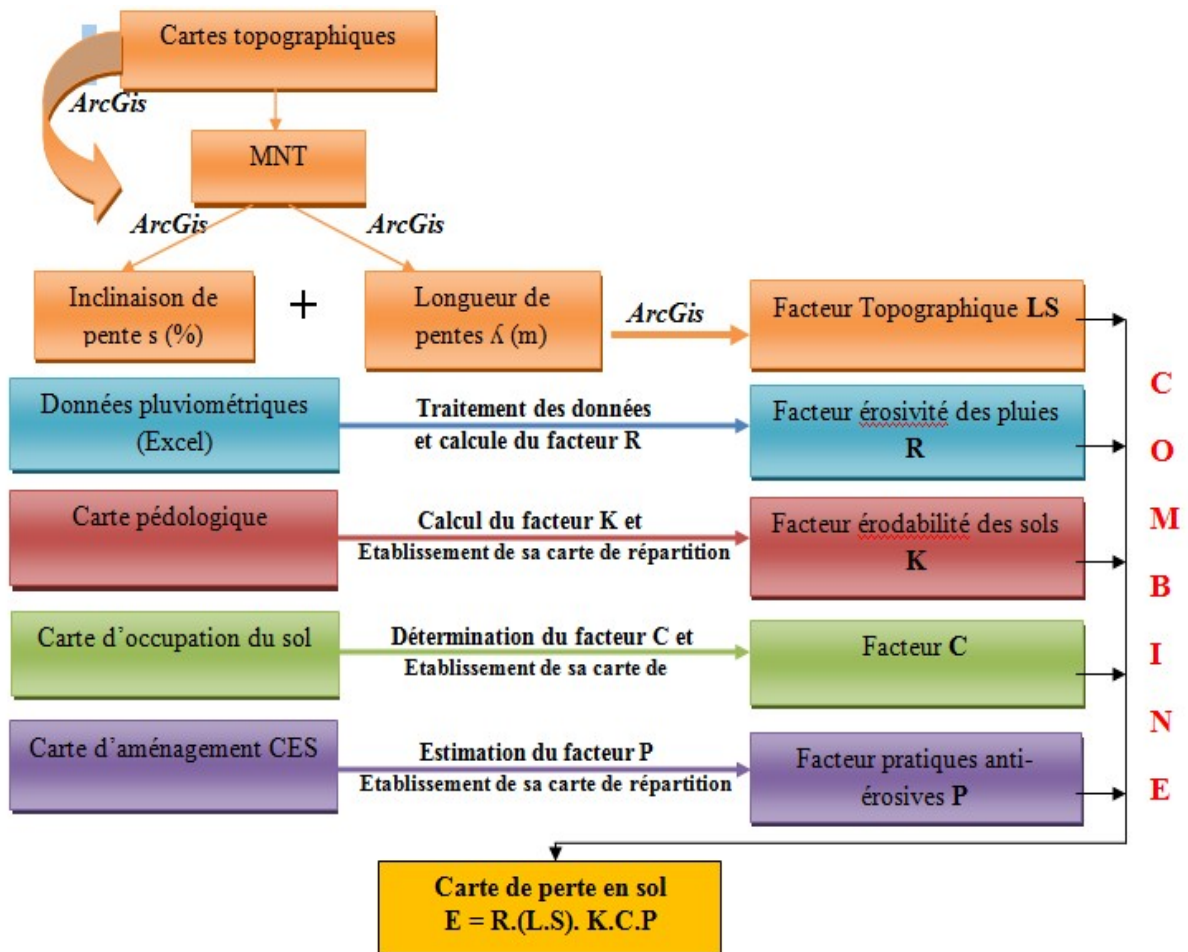 Cartes topographiques
ArcGis
MNT
ArcGis
ArcGis
Inclinaison de
pente s (%)
+
Longueur de
pentes ʎ (m)
ArcGis
Facteur Topographique LS
Données pluviométriques
(Excel)
Traitement des données
et calcule du facteur R
Facteur érosivité des pluies
R
Carte pédologique
Calcul du facteur K et
Etablissement de sa carte de répartition
Facteur érodabilité des sols
K
Carte d’occupation du sol
Détermination du facteur C et
Etablissement de sa carte de
Facteur C
Carte d’aménagement CES
Estimation du facteur P
Etablissement de sa carte de répartition
Facteur pratiques anti-
érosives P
C
O
M
B
I
N
E
Carte de perte en sol
E = R.(L.S). K.C.P